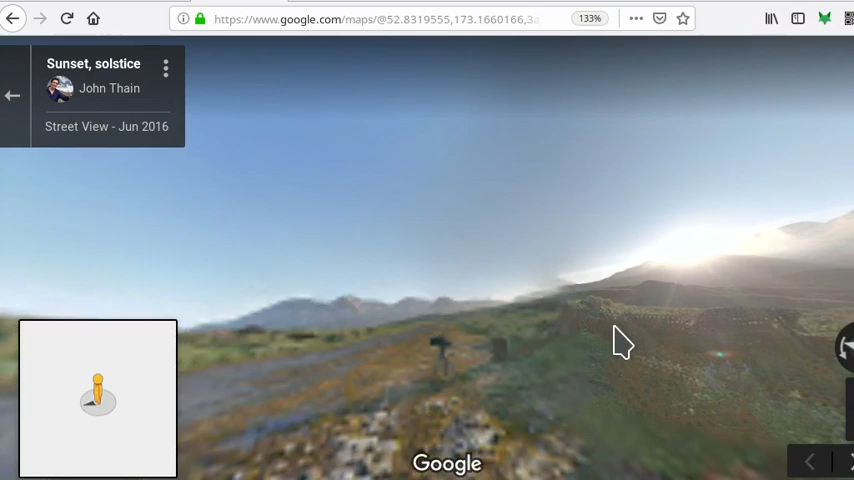 https://www.google.com/maps/@52.8319555,173.1660166,3a,
133%
Sunset, solstice
John Thain
Street View - Jun 2016
Google